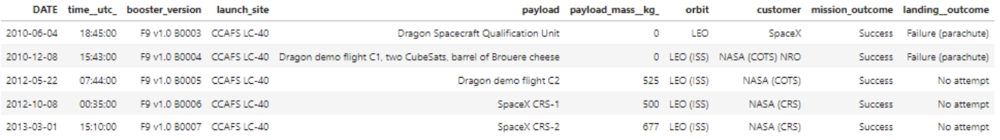 DATE time__utc_ booster_version launch_site payload payload_mass__kg_ orbit customer mission_outcome landing__outcome
2010-06-04 18:45:00 F9 v1.0 B0003 CCAFS LC-40 Dragon Spacecraft Qualification Unit 0 LEO SpaceX Success Failure (parachute)
2010-12-08 15:43:00 F9 v1.0 B0004 CCAFS LC-40 Dragon demo flight C1, two CubeSats, barrel of Brouere cheese 0 LEO (ISS) NASA (COTS) NRO Success Failure (parachute)
2012-05-22 07:44:00 F9 v1.0 B0005 CCAFS LC-40 Dragon demo flight C2 525 LEO (ISS) NASA (COTS) Success No attempt
2012-10-08 00:35:00 F9 v1.0 B0006 CCAFS LC-40 SpaceX CRS-1 500 LEO (ISS) NASA (CRS) Success No attempt
2013-03-01 15:10:00 F9 v1.0 B0007 CCAFS LC-40 SpaceX CRS-2 677 LEO (ISS) NASA (CRS) Success No attempt